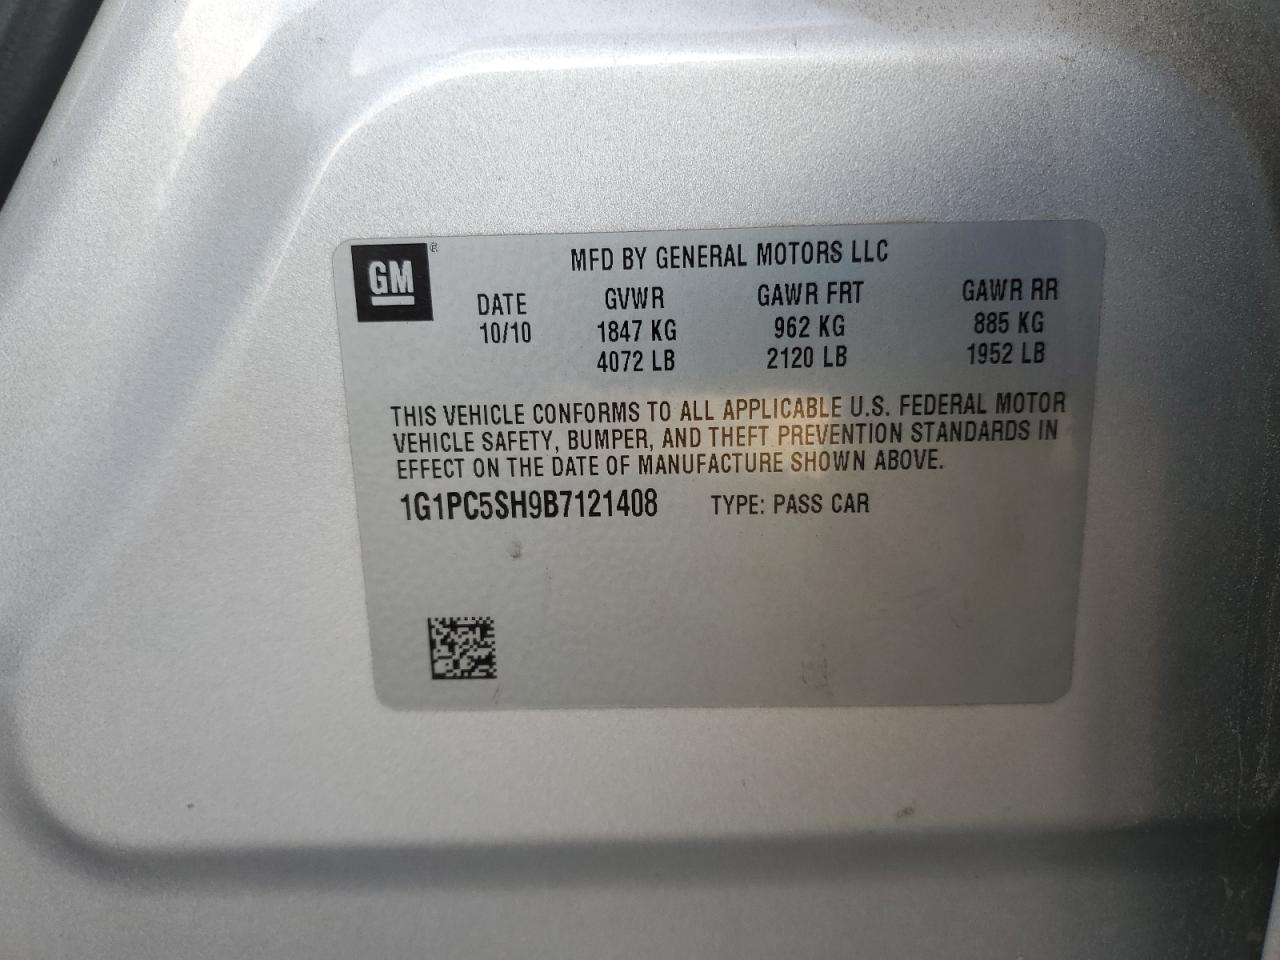 GM ®
MFD BY GENERAL MOTORS LLC
DATE GVWR GAWR FRT GAWR RR
10/10 1847 KG 962 KG 885 KG
4072 LB 2120 LB 1952 LB
THIS VEHICLE CONFORMS TO ALL APPLICABLE U.S. FEDERAL MOTOR
VEHICLE SAFETY, BUMPER, AND THEFT PREVENTION STANDARDS IN
EFFECT ON THE DATE OF MANUFACTURE SHOWN ABOVE.
1G1PC5SH9B7121408 TYPE: PASS CAR